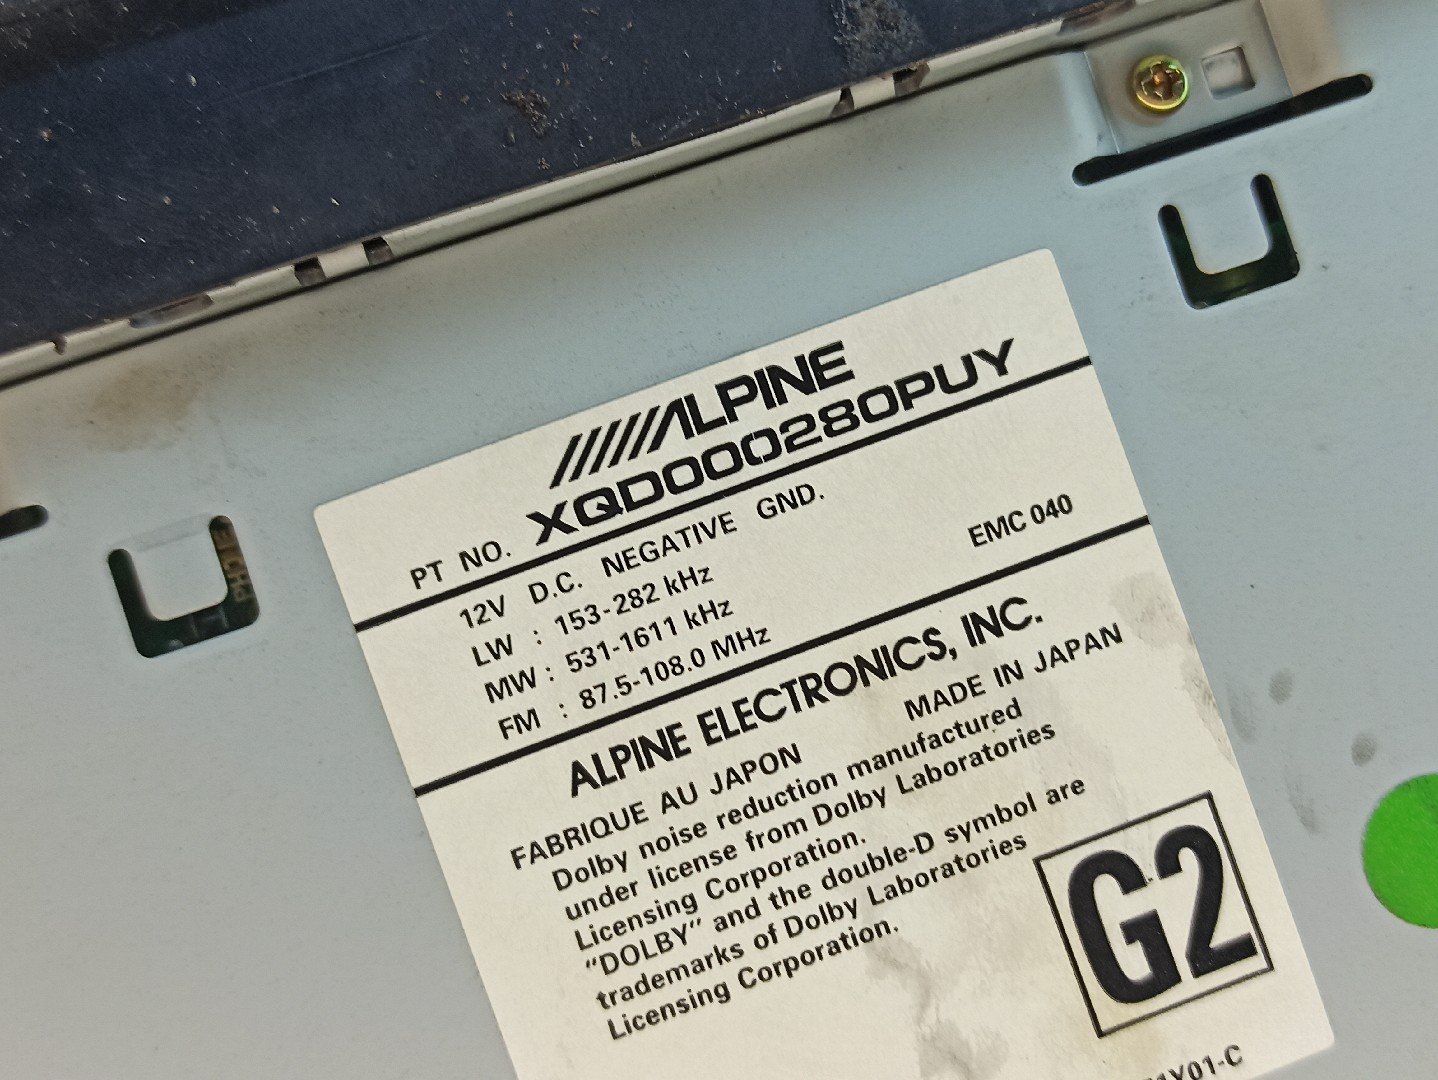 ALPINE
PT NO. XQD000280PUY
12V D.C. NEGATIVE GND.
LW : 153-282 kHz
MW : 531-1611 kHz
EMC 040
FM : 87.5-108.0 MHz
ALPINE ELECTRONICS, INC.
FABRIQUE AU JAPON MADE IN JAPAN
Dolby noise reduction manufactured
under license from Dolby Laboratories
Licensing Corporation.
"DOLBY" and the double-D symbol are
trademarks of Dolby Laboratories
Licensing Corporation.
G2